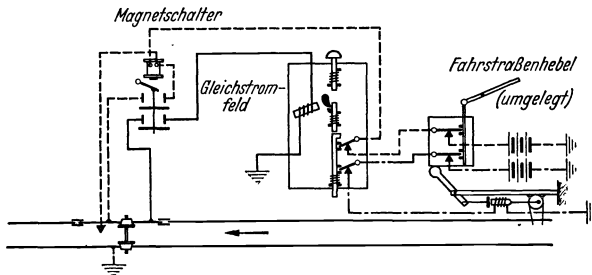 Magnetschalter
Gleichstrom-
feld
Fahrstraßenhebel
(umgelegt)